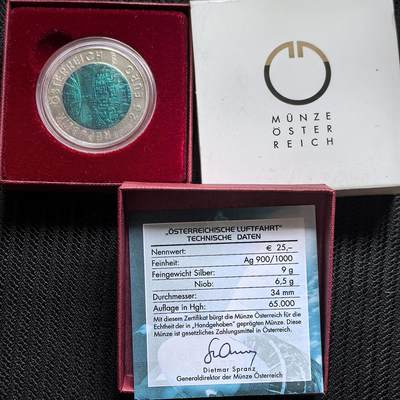 REPUBLIK ÖSTERREICH 25 EURO
MÜNZE
ÖSTER
REICH
„ÖSTERREICHISCHE LUFTFAHRT"
TECHNISCHE DATEN
Nennwert: € 25,–
Feinheit: Ag 900/1000
Feingewicht Silber: 9 g
Niob: 6,5 g
Durchmesser: 34 mm
Auflage in Hgh: 65.000
Mit diesem Zertifikat bürgt die Münze Österreich für die
Echtheit der in „Handgehoben" geprägten Münze. Diese
Münze ist gesetzliches Zahlungsmittel in Österreich.
Dietmar Spranz
Generaldirektor der Münze Österreich